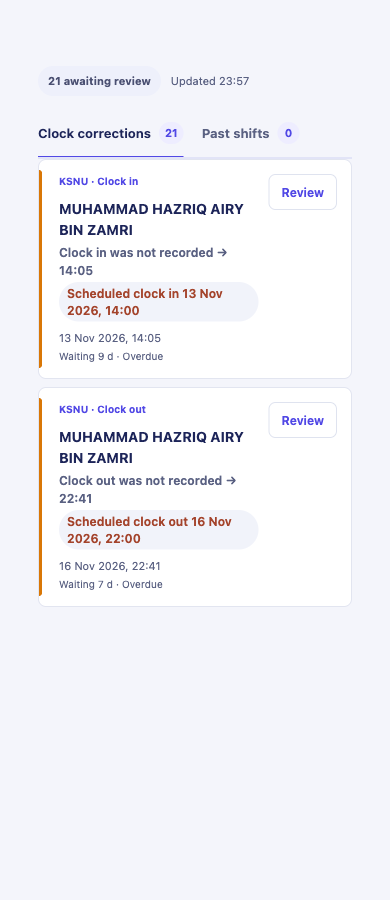 21 awaiting review Updated 23:57
Clock corrections 21 Past shifts 0
KSNU · Clock in
Review
MUHAMMAD HAZRIQ AIRY
BIN ZAMRI
Clock in was not recorded →
14:05
Scheduled clock in 13 Nov
2026, 14:00
13 Nov 2026, 14:05
Waiting 9 d · Overdue
KSNU · Clock out
Review
MUHAMMAD HAZRIQ AIRY
BIN ZAMRI
Clock out was not recorded →
22:41
Scheduled clock out 16 Nov
2026, 22:00
16 Nov 2026, 22:41
Waiting 7 d · Overdue